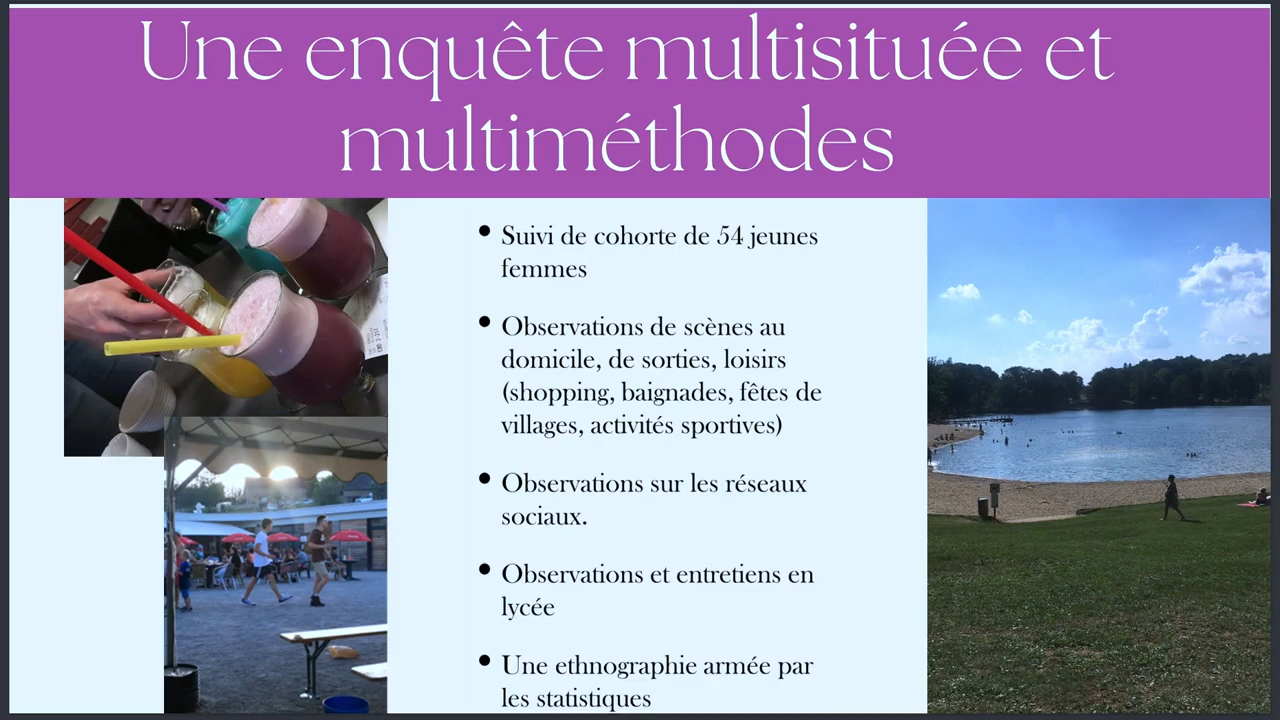 Une enquête multisituée et
multiméthodes
• Suivi de cohorte de 54 jeunes
femmes
• Observations de scènes au
domicile, de sorties, loisirs
(shopping, baignades, fêtes de
villages, activités sportives)
• Observations sur les réseaux
sociaux.
• Observations et entretiens en
lycée
• Une ethnographie armée par
les statistiques